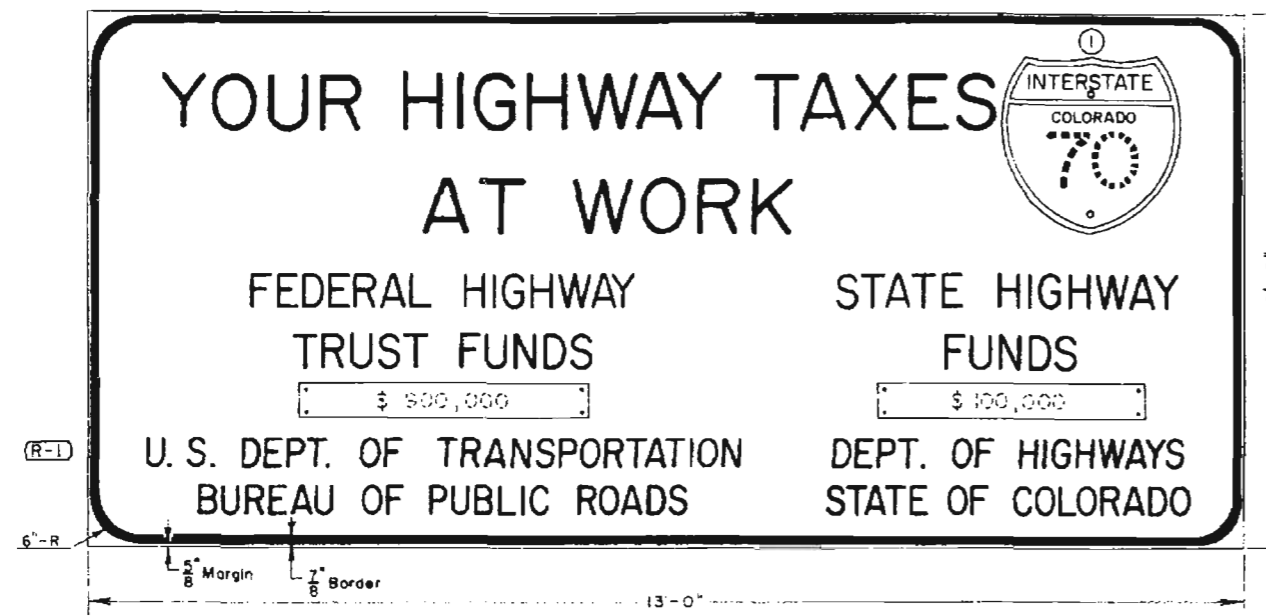 ①
INTERSTATE
COLORADO
70
YOUR HIGHWAY TAXES
AT WORK
FEDERAL HIGHWAY
TRUST FUNDS
$ 900,000
U. S. DEPT. OF TRANSPORTATION
BUREAU OF PUBLIC ROADS
STATE HIGHWAY
FUNDS
$ 100,000
DEPT. OF HIGHWAYS
STATE OF COLORADO
R-1
6"-R
5/8" Margin
7/8" Border
13'-0"